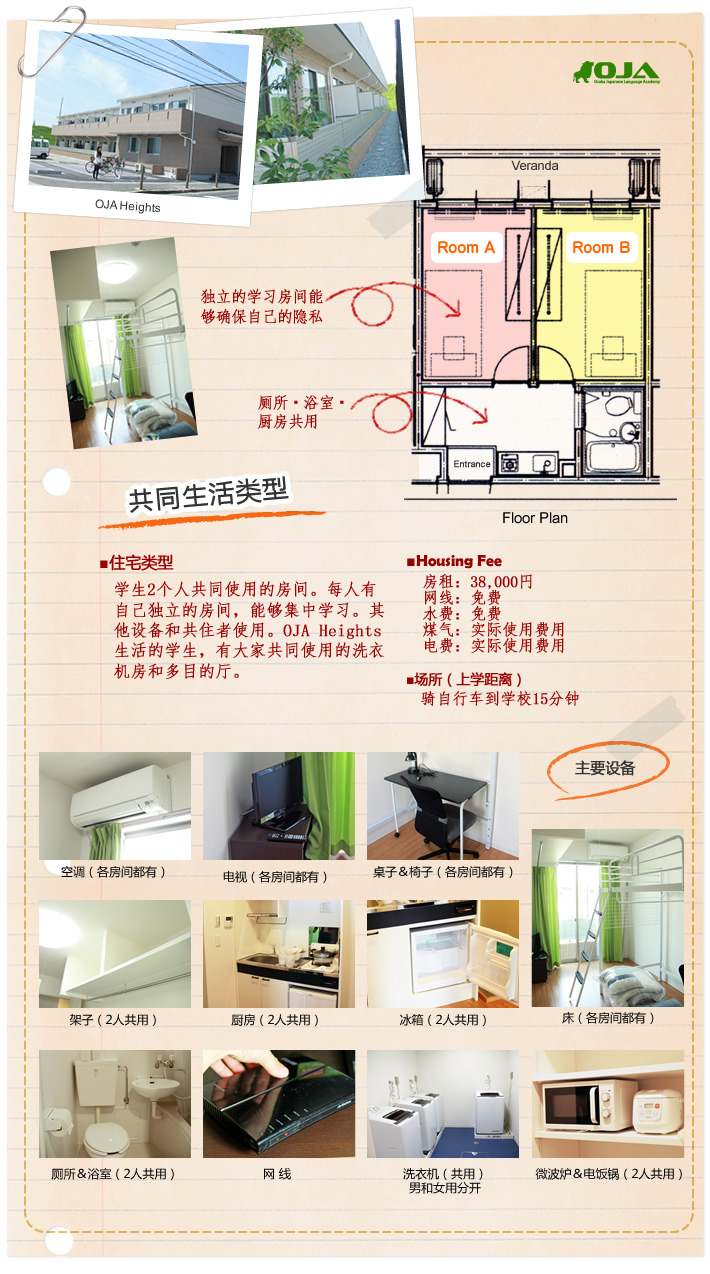 OJA
Osaka Japanese Language Academy
OJA Heights
Veranda
Room A
Room B
独立的学习房间能
够确保自己的隐私
厕所·浴室·
厨房共用
Entrance
Floor Plan
共同生活类型
■住宅类型
学生2个人共同使用的房间。每人有
自己独立的房间，能够集中学习。其
他设备和共住者使用。OJA Heights
生活的学生，有大家共同使用的洗衣
机房和多目的厅。
■Housing Fee
房租：38,000円
网线：免费
水费：免费
煤气：实际使用费用
电费：实际使用费用
■场所（上学距离）
骑自行车到学校15分钟
主要设备
空调（各房间都有）
电视（各房间都有）
桌子＆椅子（各房间都有）
床（各房间都有）
架子（2人共用）
厨房（2人共用）
冰箱（2人共用）
厕所＆浴室（2人共用）
网 线
洗衣机（共用）
男和女用分开
微波炉＆电饭锅（2人共用）